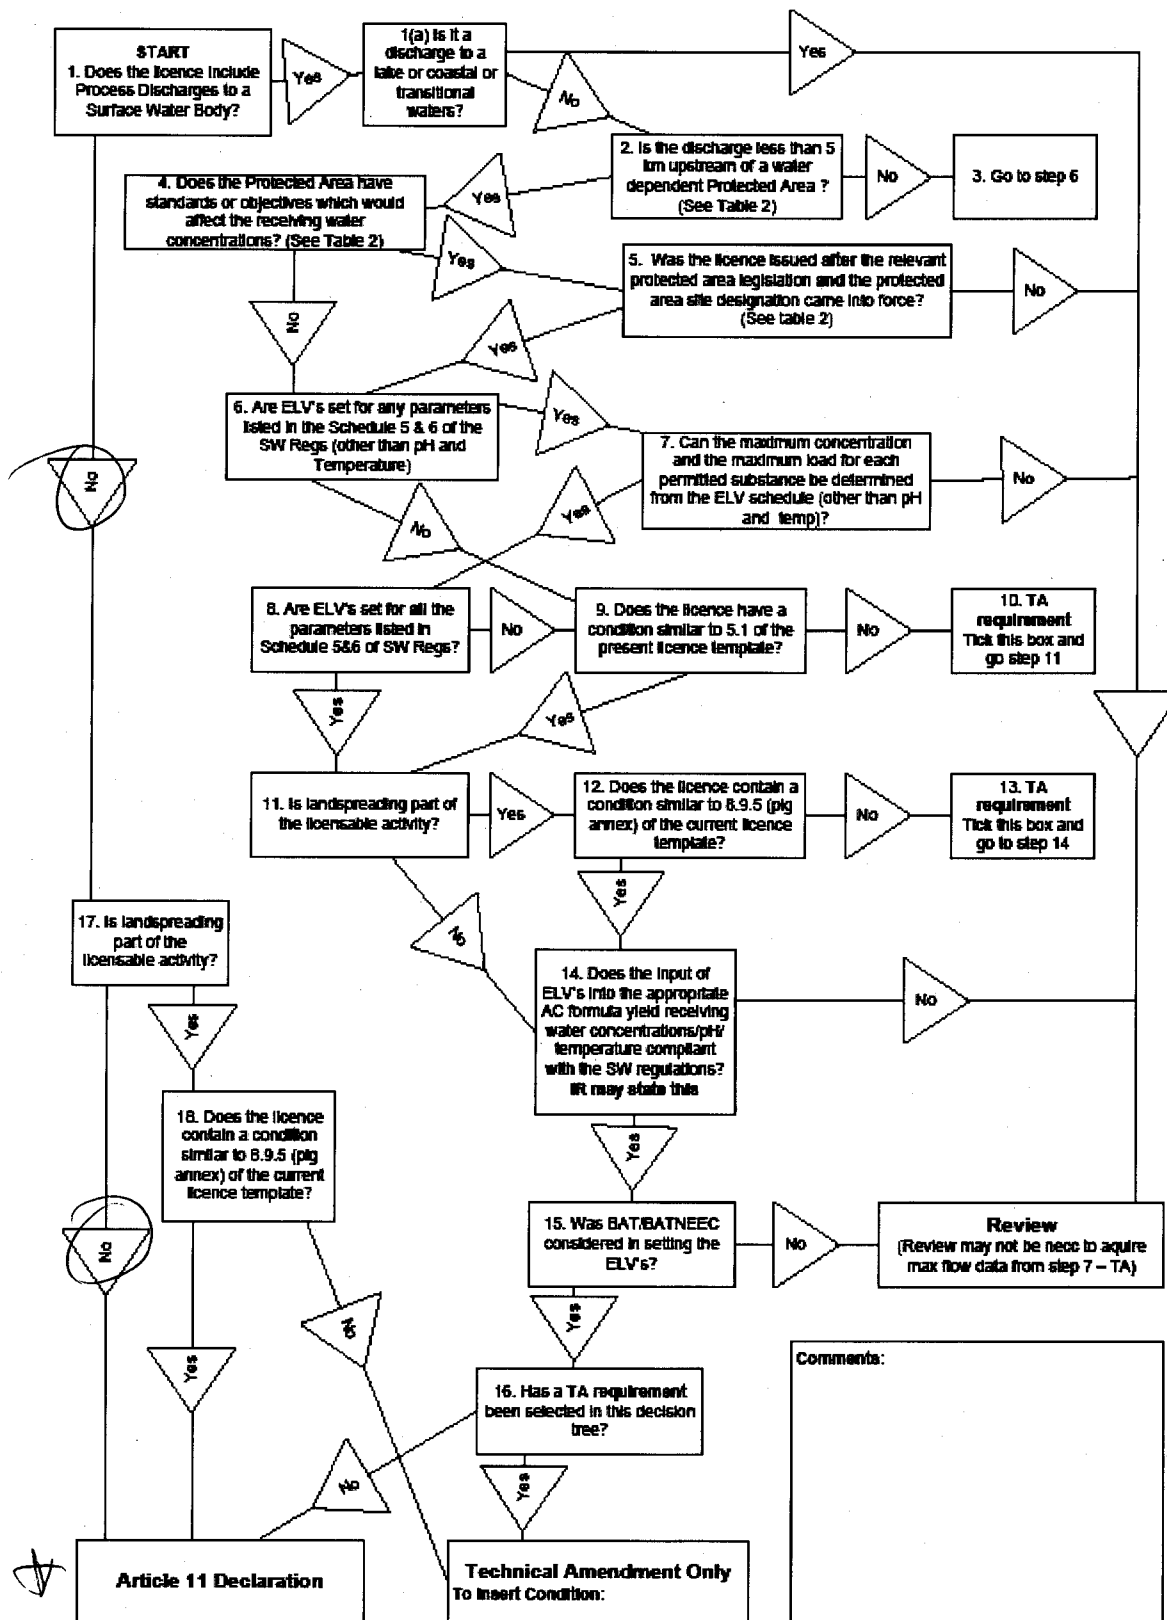 START
1. Does the licence include
Process Discharges to a
Surface Water Body?
Yes
1(a) Is it a
discharge to a
lake or coastal or
transitional
waters?
Yes
No
2. Is the discharge less than 5
km upstream of a water
dependent Protected Area ?
(See Table 2)
No
3. Go to step 6
Yes
4. Does the Protected Area have
standards or objectives which would
affect the receiving water
concentrations? (See Table 2)
Yes
No
5. Was the licence issued after the relevant
protected area legislation and the protected
area site designation came into force?
(See table 2)
No
Yes
6. Are ELV's set for any parameters
listed in the Schedule 5 & 6 of the
SW Regs (other than pH and
Temperature)
Yes
No
No
7. Can the maximum concentration
and the maximum load for each
permitted substance be determined
from the ELV schedule (other than pH
and temp)?
No
Yes
8. Are ELV's set for all the
parameters listed in
Schedule 5&6 of SW Regs?
No
Yes
9. Does the licence have a
condition similar to 5.1 of the
present licence template?
No
Yes
10. TA
requirement
Tick this box and
go step 11
11. Is landspreading part of
the licensable activity?
Yes
No
12. Does the licence contain a
condition similar to 6.9.5 (pig
annex) of the current licence
template?
No
Yes
13. TA
requirement
Tick this box and
go to step 14
17. Is landspreading
part of the
licensable activity?
Yes
No
14. Does the input of
ELV's into the appropriate
AC formula yield receiving
water concentrations/pH/
temperature compliant
with the SW regulations?
IR may state this
No
Yes
18. Does the licence
contain a condition
similar to 6.9.5 (pig
annex) of the current
licence template?
No
Yes
15. Was BAT/BATNEEC
considered in setting the
ELV's?
No
Yes
Review
(Review may not be necc to aquire
max flow data from step 7 – TA)
16. Has a TA requirement
been selected in this decision
tree?
No
Yes
Comments:
Article 11 Declaration
Technical Amendment Only
To Insert Condition: